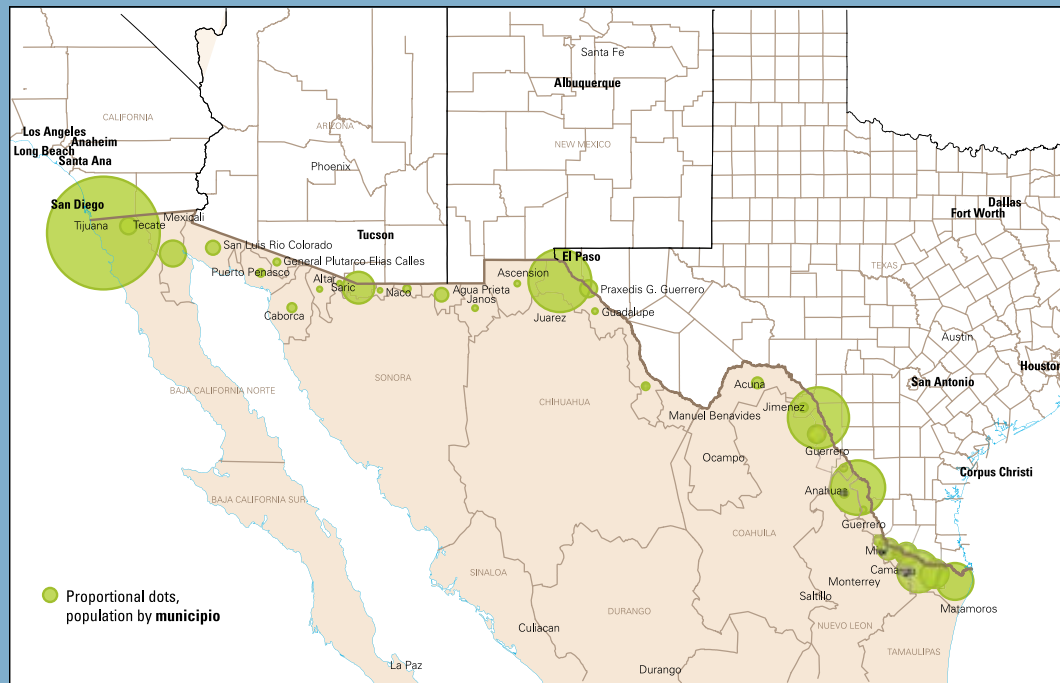 Santa Fe
Albuquerque
CALIFORNIA
Los Angeles
Anaheim
Long Beach
Santa Ana
ARIZONA
NEW MEXICO
Phoenix
Dallas
Fort Worth
San Diego
Tijuana
Tecate
Mexicali
Tucson
San Luis Rio Colorado
El Paso
TEXAS
General Plutarco Elias Calles
Puerto Penasco
Ascension
Altar
Saric
Naco
Agua Prieta
Janos
Praxedis G. Guerrero
Caborca
Juarez
Guadalupe
Austin
Houston
SONORA
BAJA CALIFORNIA NORTE
CHIHUAHUA
Acuna
San Antonio
Manuel Benavides
Jimenez
Ocampo
Guerrero
Corpus Christi
BAJA CALIFORNIA SUR
Anahuac
Guerrero
COAHUILA
SINALOA
Monterrey
Proportional dots,
population by municipio
Saltillo
DURANGO
Matamoros
Culiacan
NUEVO LEON
TAMAULIPAS
La Paz
Durango